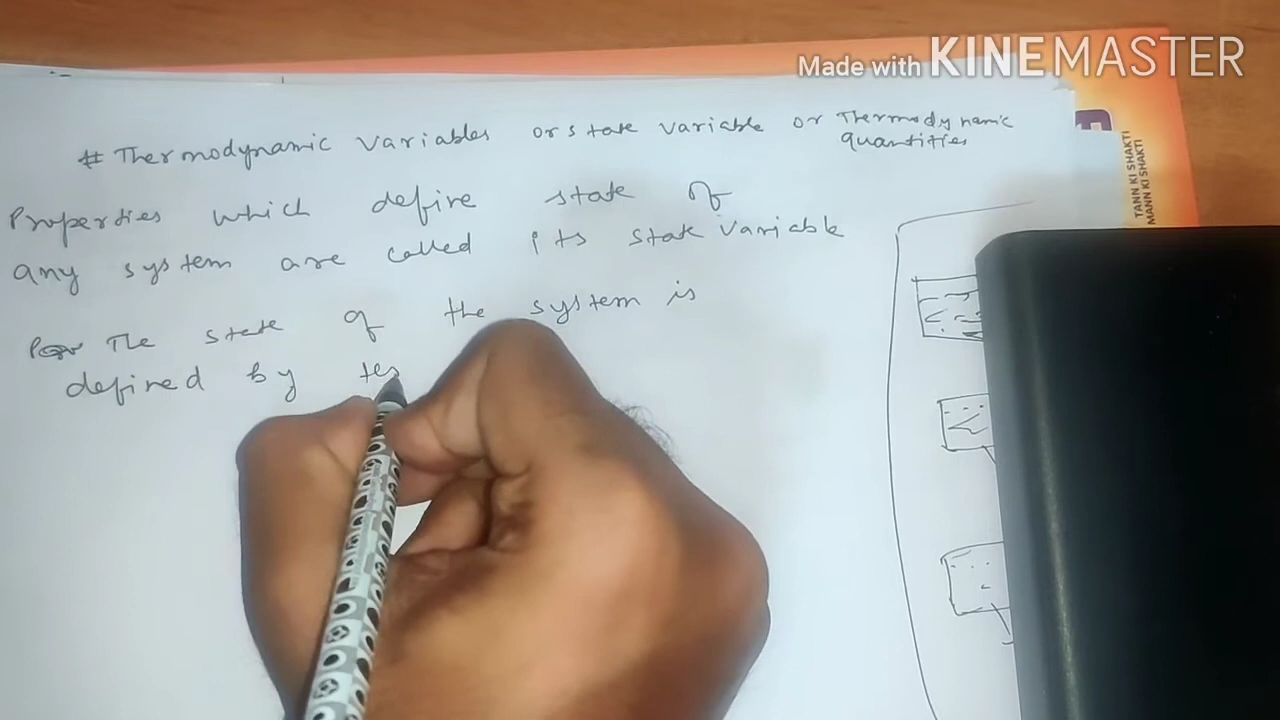 Made with KINEMASTER
# Thermodynamic variables or state variable or Thermodynamic quantities
Properties which define state of
any system are called its state variable
The state of the system is
defined by tes
TANN KI SHAKTI
MANN KI SHAKTI